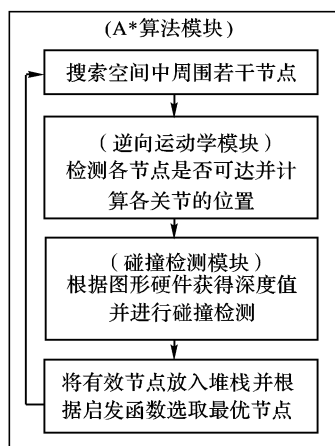 (A*算法模块)
搜索空间中周围若干节点
(逆向运动学模块)
检测各节点是否可达并计
算各关节的位置
(碰撞检测模块)
根据图形硬件获得深度值
并进行碰撞检测
将有效节点放入堆栈并根
据启发函数选取最优节点